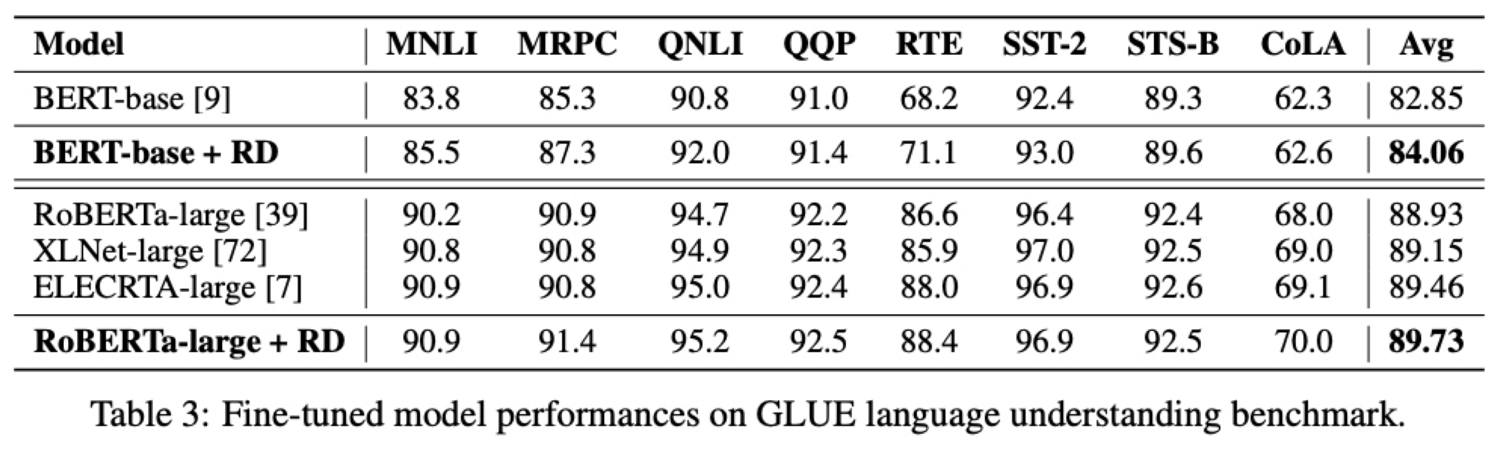 Model MNLI MRPC QNLI QQP RTE SST-2 STS-B CoLA Avg
BERT-base [9] 83.8 85.3 90.8 91.0 68.2 92.4 89.3 62.3 82.85
BERT-base + RD 85.5 87.3 92.0 91.4 71.1 93.0 89.6 62.6 84.06
RoBERTa-large [39] 90.2 90.9 94.7 92.2 86.6 96.4 92.4 68.0 88.93
XLNet-large [72] 90.8 90.8 94.9 92.3 85.9 97.0 92.5 69.0 89.15
ELECRTA-large [7] 90.9 90.8 95.0 92.4 88.0 96.9 92.6 69.1 89.46
RoBERTa-large + RD 90.9 91.4 95.2 92.5 88.4 96.9 92.5 70.0 89.73
Table 3: Fine-tuned model performances on GLUE language understanding benchmark.